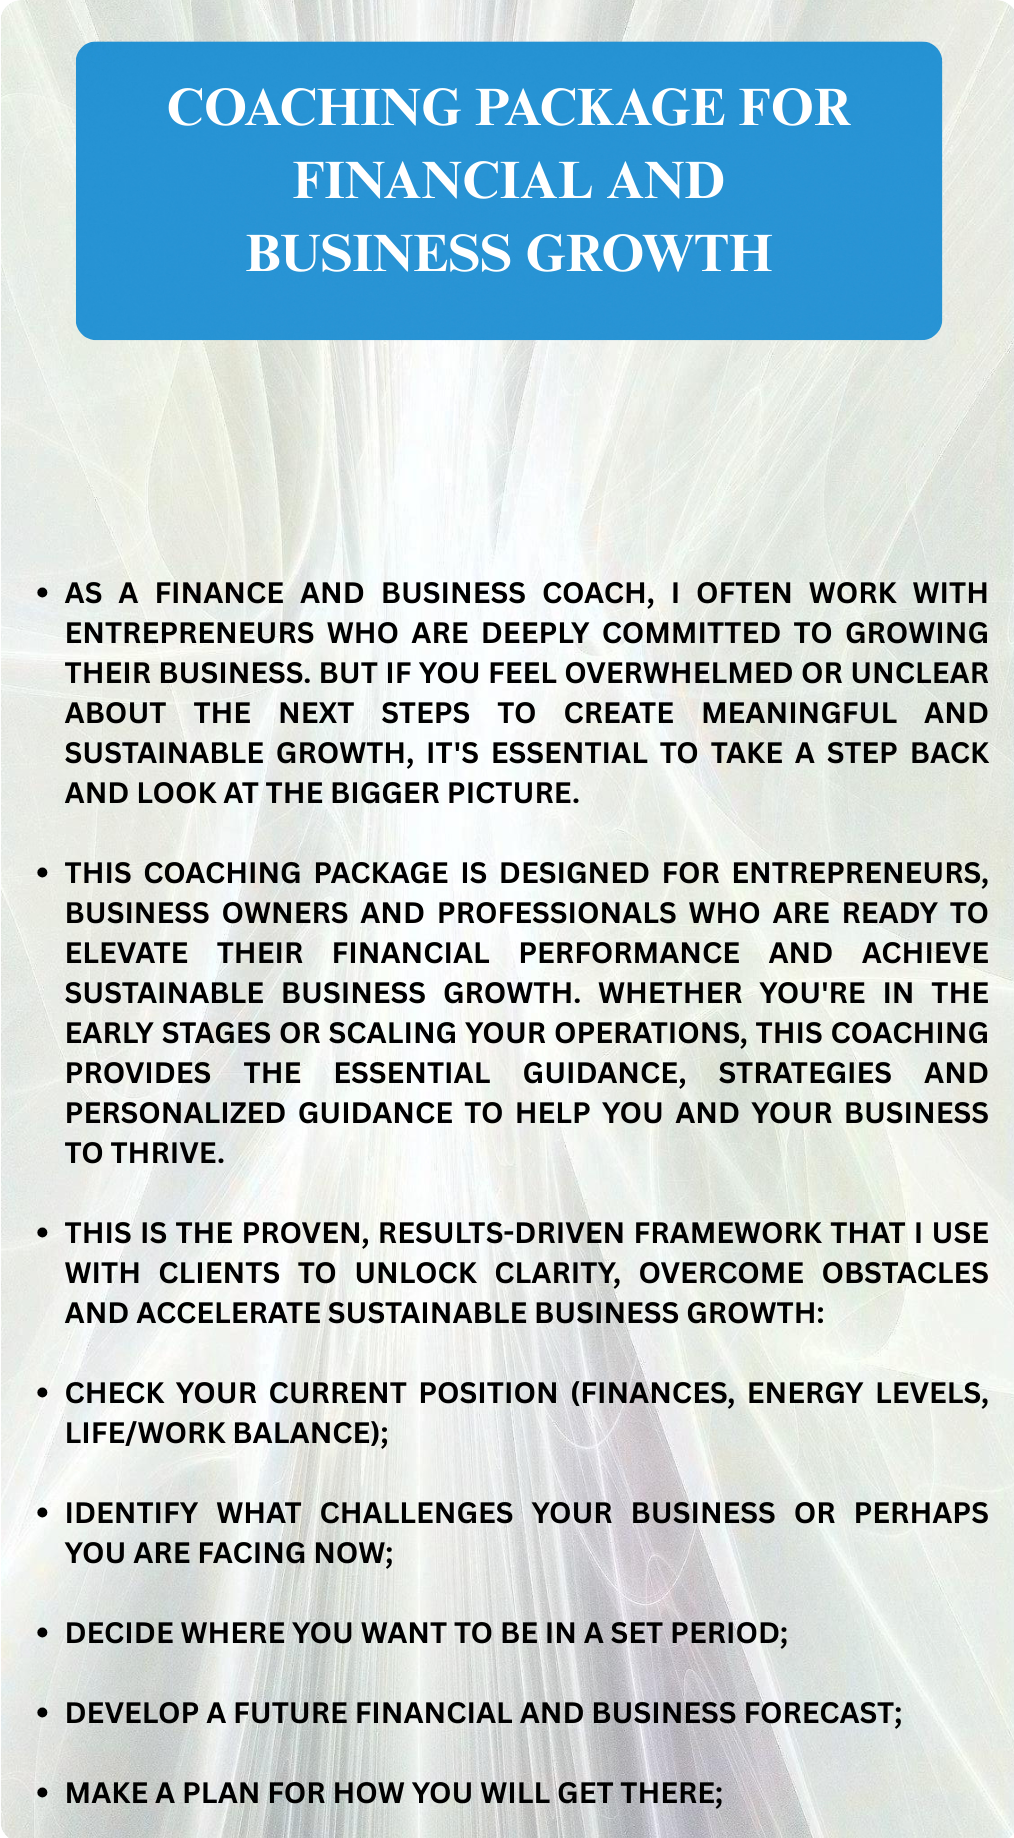 COACHING PACKAGE FOR
FINANCIAL AND
BUSINESS GROWTH
• AS A FINANCE AND BUSINESS COACH, I OFTEN WORK WITH
ENTREPRENEURS WHO ARE DEEPLY COMMITTED TO GROWING
THEIR BUSINESS. BUT IF YOU FEEL OVERWHELMED OR UNCLEAR
ABOUT THE NEXT STEPS TO CREATE MEANINGFUL AND
SUSTAINABLE GROWTH, IT'S ESSENTIAL TO TAKE A STEP BACK
AND LOOK AT THE BIGGER PICTURE.
• THIS COACHING PACKAGE IS DESIGNED FOR ENTREPRENEURS,
BUSINESS OWNERS AND PROFESSIONALS WHO ARE READY TO
ELEVATE THEIR FINANCIAL PERFORMANCE AND ACHIEVE
SUSTAINABLE BUSINESS GROWTH. WHETHER YOU'RE IN THE
EARLY STAGES OR SCALING YOUR OPERATIONS, THIS COACHING
PROVIDES THE ESSENTIAL GUIDANCE, STRATEGIES AND
PERSONALIZED GUIDANCE TO HELP YOU AND YOUR BUSINESS
TO THRIVE.
• THIS IS THE PROVEN, RESULTS-DRIVEN FRAMEWORK THAT I USE
WITH CLIENTS TO UNLOCK CLARITY, OVERCOME OBSTACLES
AND ACCELERATE SUSTAINABLE BUSINESS GROWTH:
• CHECK YOUR CURRENT POSITION (FINANCES, ENERGY LEVELS,
LIFE/WORK BALANCE);
• IDENTIFY WHAT CHALLENGES YOUR BUSINESS OR PERHAPS
YOU ARE FACING NOW;
• DECIDE WHERE YOU WANT TO BE IN A SET PERIOD;
• DEVELOP A FUTURE FINANCIAL AND BUSINESS FORECAST;
• MAKE A PLAN FOR HOW YOU WILL GET THERE;